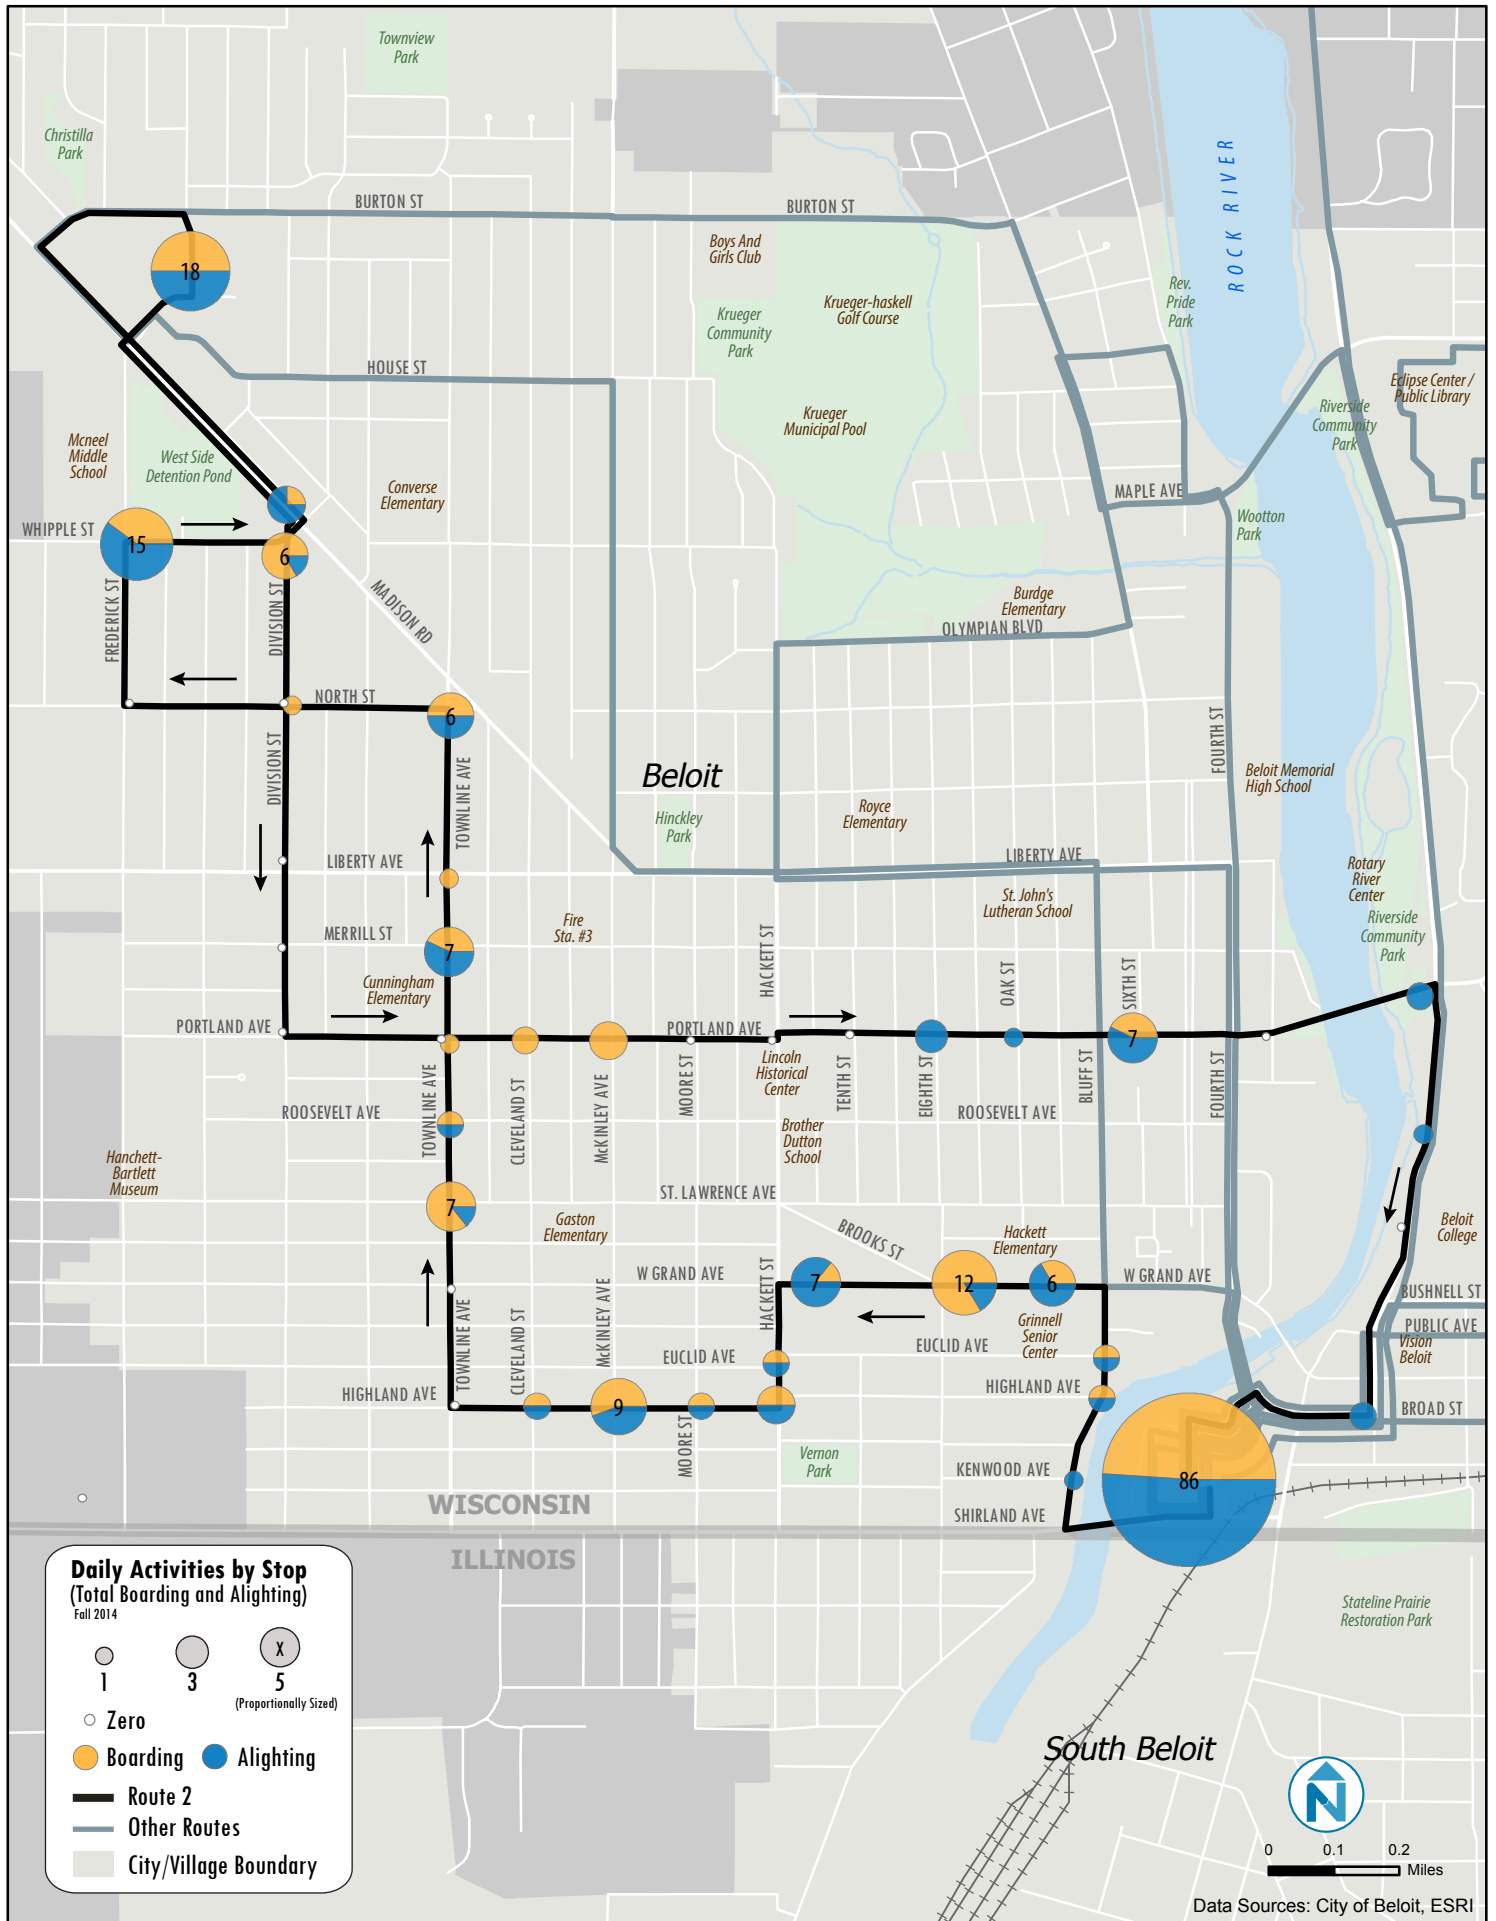 Townview
Park
Christilla
Park
BURTON ST
BURTON ST
ROCK RIVER
Boys And
Girls Club
18
Krueger-haskell
Golf Course
Rev.
Pride
Park
Krueger
Community
Park
HOUSE ST
Eclipse Center /
Public Library
Riverside
Community
Park
Krueger
Municipal Pool
Mcneel
Middle
School
West Side
Detention Pond
Converse
Elementary
MAPLE AVE
Wootton
Park
WHIPPLE ST
15
6
FREDERICK ST
DIVISION ST
MADISON RD
Burdge
Elementary
OLYMPIAN BLVD
NORTH ST
6
FOURTH ST
DIVISION ST
TOWNLINE AVE
Beloit
Beloit Memorial
High School
Hinckley
Park
Royce
Elementary
LIBERTY AVE
LIBERTY AVE
Rotary
River
Center
St. John's
Lutheran School
Fire
Sta. #3
MERRILL ST
7
HACKETT ST
Riverside
Community
Park
Cunningham
Elementary
OAK ST
SIXTH ST
PORTLAND AVE
PORTLAND AVE
7
Lincoln
Historical
Center
TOWNLINE AVE
CLEVELAND ST
McKINLEY AVE
MOORE ST
TENTH ST
EIGHTH ST
BLUFF ST
FOURTH ST
ROOSEVELT AVE
ROOSEVELT AVE
Brother
Dutton
School
Hanchett-
Bartlett
Museum
ST. LAWRENCE AVE
7
Gaston
Elementary
BROOKS ST
Hackett
Elementary
Beloit
College
W GRAND AVE
HACKETT ST
7
12
6
W GRAND AVE
BUSHNELL ST
PUBLIC AVE
Vision
Beloit
Grinnell
Senior
Center
TOWNLINE AVE
CLEVELAND ST
McKINLEY AVE
EUCLID AVE
EUCLID AVE
HIGHLAND AVE
HIGHLAND AVE
9
BROAD ST
MOORE ST
Vernon
Park
KENWOOD AVE
86
SHIRLAND AVE
WISCONSIN
ILLINOIS
Daily Activities by Stop
(Total Boarding and Alighting)
Fall 2014
X
1
3
5
(Proportionally Sized)
Zero
Boarding
Alighting
Route 2
Other Routes
City/Village Boundary
Stateline Prairie
Restoration Park
South Beloit
N
0
0.1
0.2
Miles
Data Sources: City of Beloit, ESRI